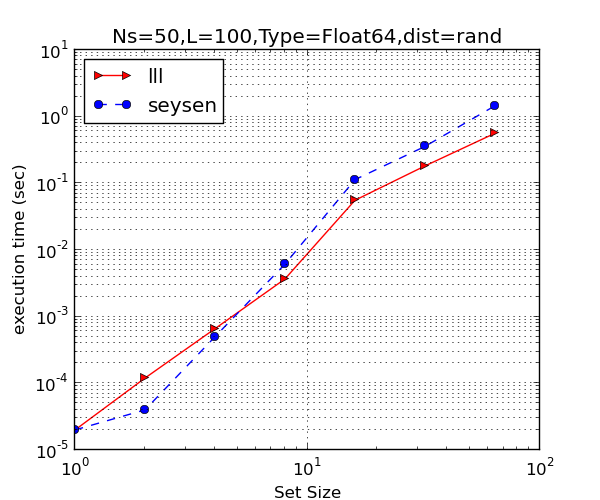 Ns=50,L=100,Type=Float64,dist=rand
lll
seysen
execution time (sec)
10^1
10^0
10^-1
10^-2
10^-3
10^-4
10^-5
10^0 10^1 10^2
Set Size